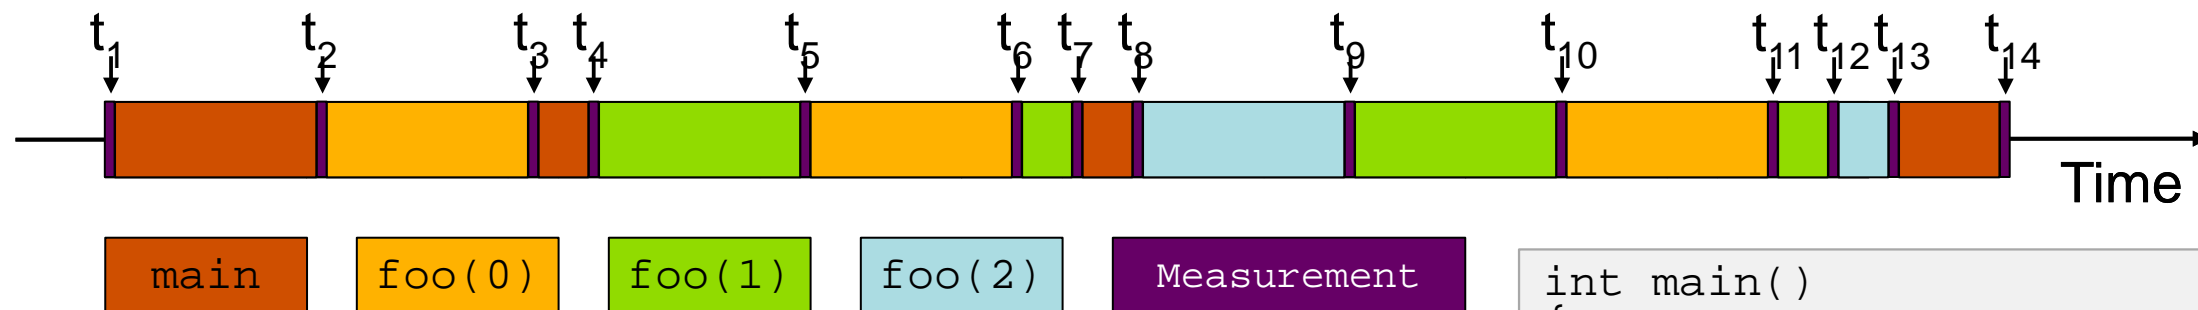 t1 t2 t3 t4 t5 t6 t7 t8 t9 t10 t11 t12 t13 t14
Time
main foo(0) foo(1) foo(2) Measurement
int main()